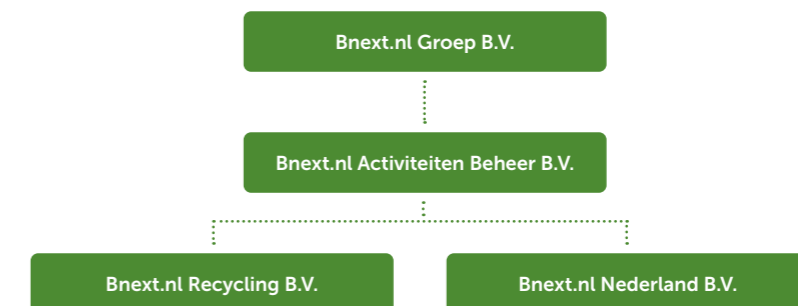 Bnext.nl Groep B.V.
Bnext.nl Activiteiten Beheer B.V.
Bnext.nl Recycling B.V.
Bnext.nl Nederland B.V.